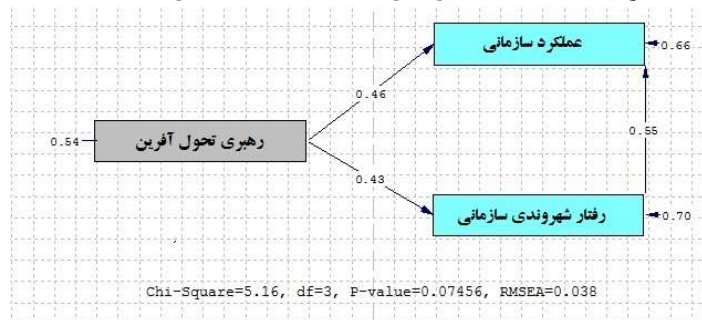 عملکرد سازمانی
0.66
0.46
0.54
رهبری تحول آفرین
0.55
0.43
رفتار شهروندی سازمانی
0.70
Chi-Square=5.16, df=3, P-value=0.07456, RMSEA=0.038